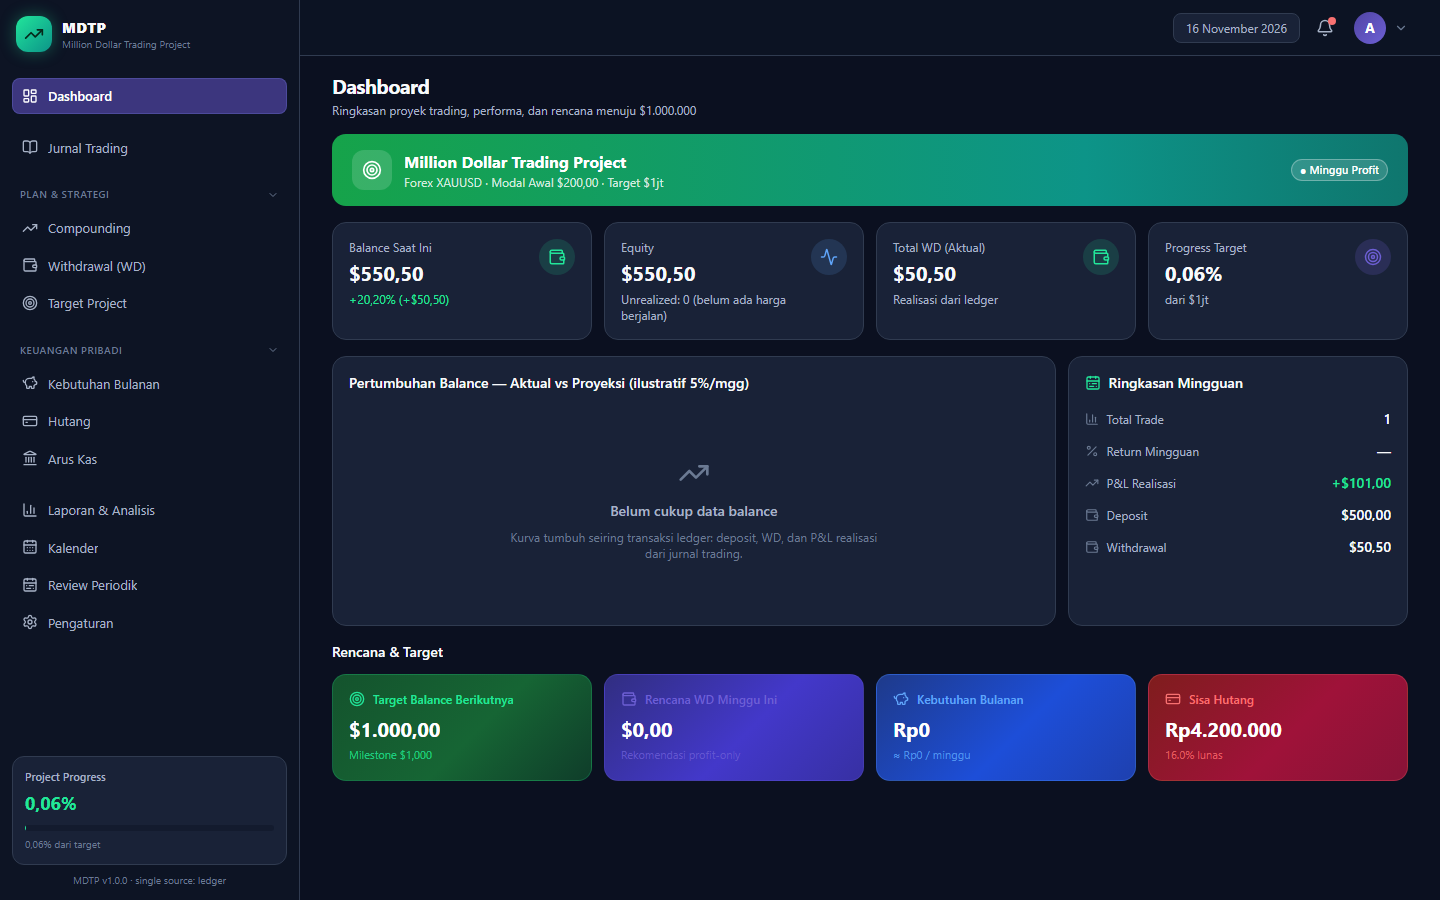 MDTP
Million Dollar Trading Project
Dashboard
Jurnal Trading
PLAN & STRATEGI
Compounding
Withdrawal (WD)
Target Project
KEUANGAN PRIBADI
Kebutuhan Bulanan
Hutang
Arus Kas
Laporan & Analisis
Kalender
Review Periodik
Pengaturan
Project Progress
0,06%
0,06% dari target
MDTP v1.0.0 · single source: ledger
16 November 2026
A
Dashboard
Ringkasan proyek trading, performa, dan rencana menuju $1.000.000
Million Dollar Trading Project
Forex XAUUSD · Modal Awal $200,00 · Target $1jt
● Minggu Profit
Balance Saat Ini
$550,50
+20,20% (+$50,50)
Equity
$550,50
Unrealized: 0 (belum ada harga
berjalan)
Total WD (Aktual)
$50,50
Realisasi dari ledger
Progress Target
0,06%
dari $1jt
Pertumbuhan Balance — Aktual vs Proyeksi (ilustratif 5%/mgg)
Belum cukup data balance
Kurva tumbuh seiring transaksi ledger: deposit, WD, dan P&L realisasi
dari jurnal trading.
Ringkasan Mingguan
Total Trade 1
Return Mingguan —
P&L Realisasi +$101,00
Deposit $500,00
Withdrawal $50,50
Rencana & Target
Target Balance Berikutnya
$1.000,00
Milestone $1,000
Rencana WD Minggu Ini
$0,00
Rekomendasi profit-only
Kebutuhan Bulanan
Rp0
≈ Rp0 / minggu
Sisa Hutang
Rp4.200.000
16.0% lunas